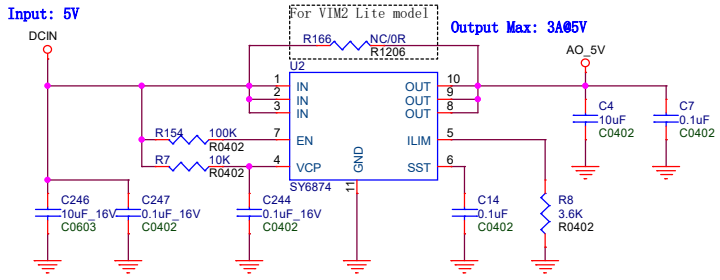 Input: 5V
For VIM2 Lite model
Output Max: 3A@5V
DCIN
R166
NC/0R
R1206
AO_5V
U2
1
IN
OUT
10
2
IN
OUT
9
3
IN
OUT
8
R154
100K
R0402
7
EN
ILIM
5
R7
10K
R0402
4
VCP
SST
6
GND
11
SY6874
C4
10uF
C0402
C7
0.1uF
C0402
C246
10uF_16V
C0603
C247
0.1uF_16V
C0402
C244
0.1uF_16V
C0402
C14
0.1uF
C0402
R8
3.6K
R0402